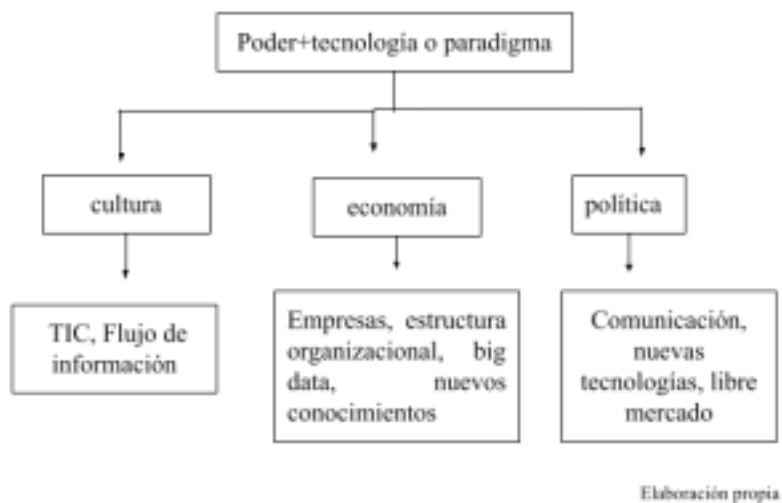 Poder+tecnología o paradigma
cultura
economía
política
TIC, Flujo de
información
Empresas, estructura
organizacional, big
data, nuevos
conocimientos
Comunicación,
nuevas
tecnologías, libre
mercado
Elaboración propia